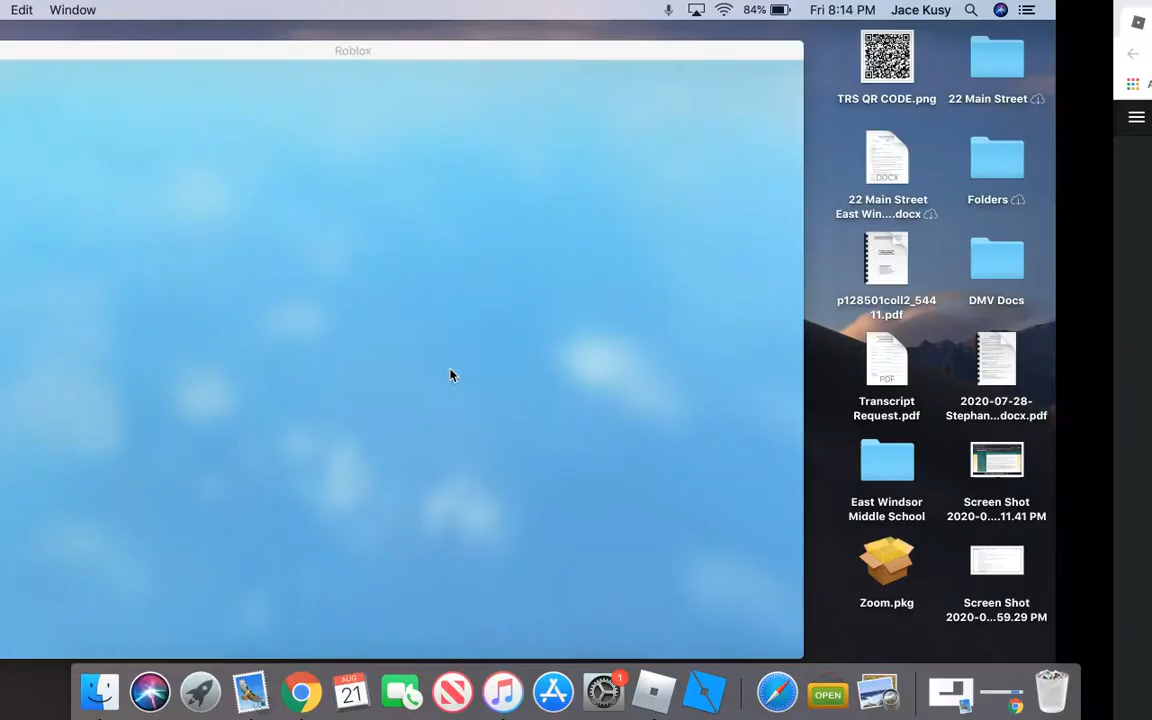 Edit Window 84% Fri 8:14 PM Jace Kusy
Roblox
TRS QR CODE.png
22 Main Street
DOCX
22 Main Street
East Win....docx
Folders
p128501coll2_544
11.pdf
DMV Docs
PDF
Transcript
Request.pdf
2020-07-28-
Stephan...docx.pdf
East Windsor
Middle School
Screen Shot
2020-0....11.41 PM
Zoom.pkg
Screen Shot
2020-0...59.29 PM
AUG
21
1
OPEN